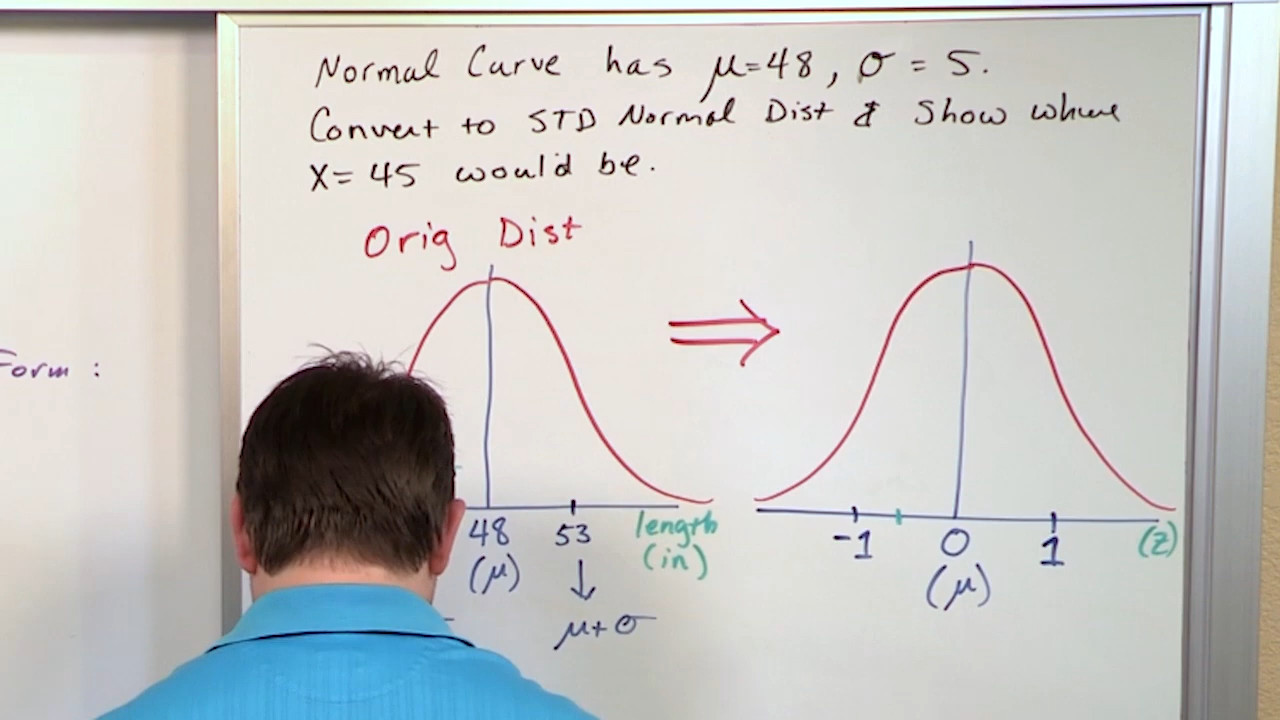 Normal Curve has μ=48, σ = 5.
Convert to STD Normal Dist & Show where
X= 45 would be.
Orig Dist
Form :
48
53
length
(in)
(μ)
μ+σ
-1
0
1
(z)
(μ)